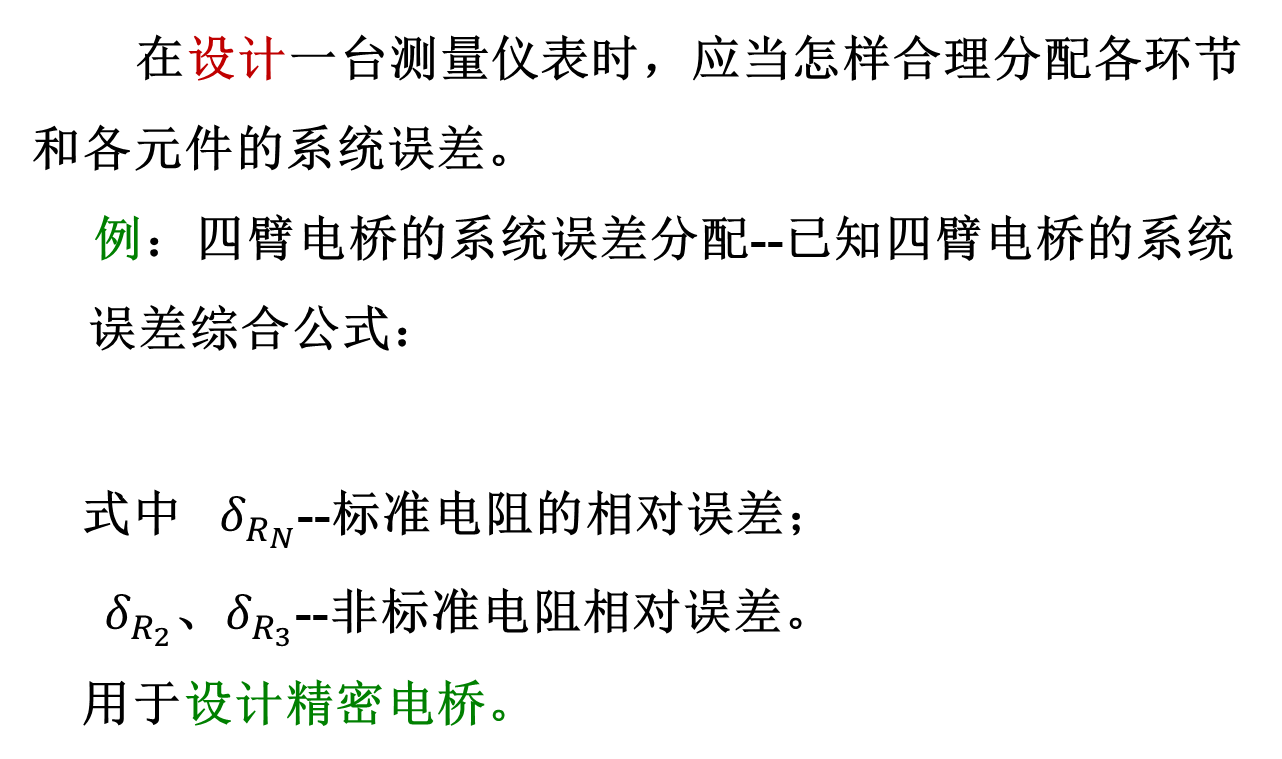 在设计一台测量仪表时，应当怎样合理分配各环节
和各元件的系统误差。
例：四臂电桥的系统误差分配--已知四臂电桥的系统
误差综合公式：
式中 δ_{R_N}--标准电阻的相对误差；
δ_{R_2}、δ_{R_3}--非标准电阻相对误差。
用于设计精密电桥。